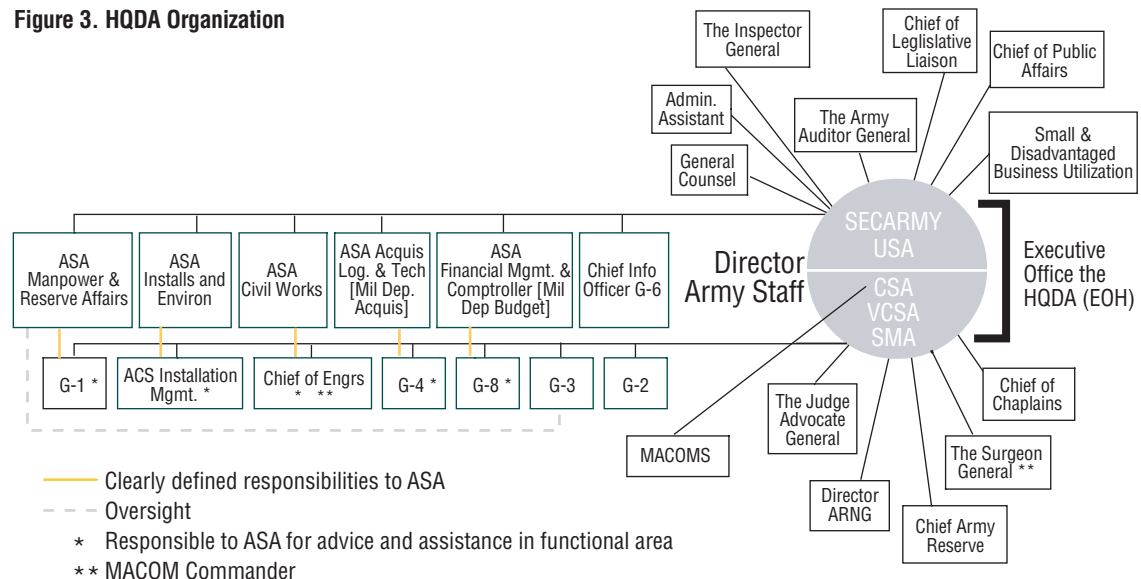 Figure 3. HQDA Organization
The Inspector
General
Chief of
Leglislative
Liaison
Chief of Public
Affairs
Admin.
Assistant
The Army
Auditor General
Small &
Disadvantaged
Business Utilization
General
Counsel
ASA
Manpower &
Reserve Affairs
ASA
Installs and
Environ
ASA
Civil Works
ASA Acquis
Log. & Tech
[Mil Dep.
Acquis]
ASA
Financial Mgmt. &
Comptroller [Mil
Dep Budget]
Chief Info
Officer G-6
Director
Army Staff
SECARMY
USA
CSA
VCSA
SMA
Executive
Office the
HQDA (EOH)
G-1 *
ACS Installation
Mgmt. *
Chief of Engrs
* **
G-4 *
G-8 *
G-3
G-2
MACOMS
The Judge
Advocate
General
Director
ARNG
Chief Army
Reserve
The Surgeon
General **
Chief of
Chaplains
Clearly defined responsibilities to ASA
Oversight
* Responsible to ASA for advice and assistance in functional area
** MACOM Commander